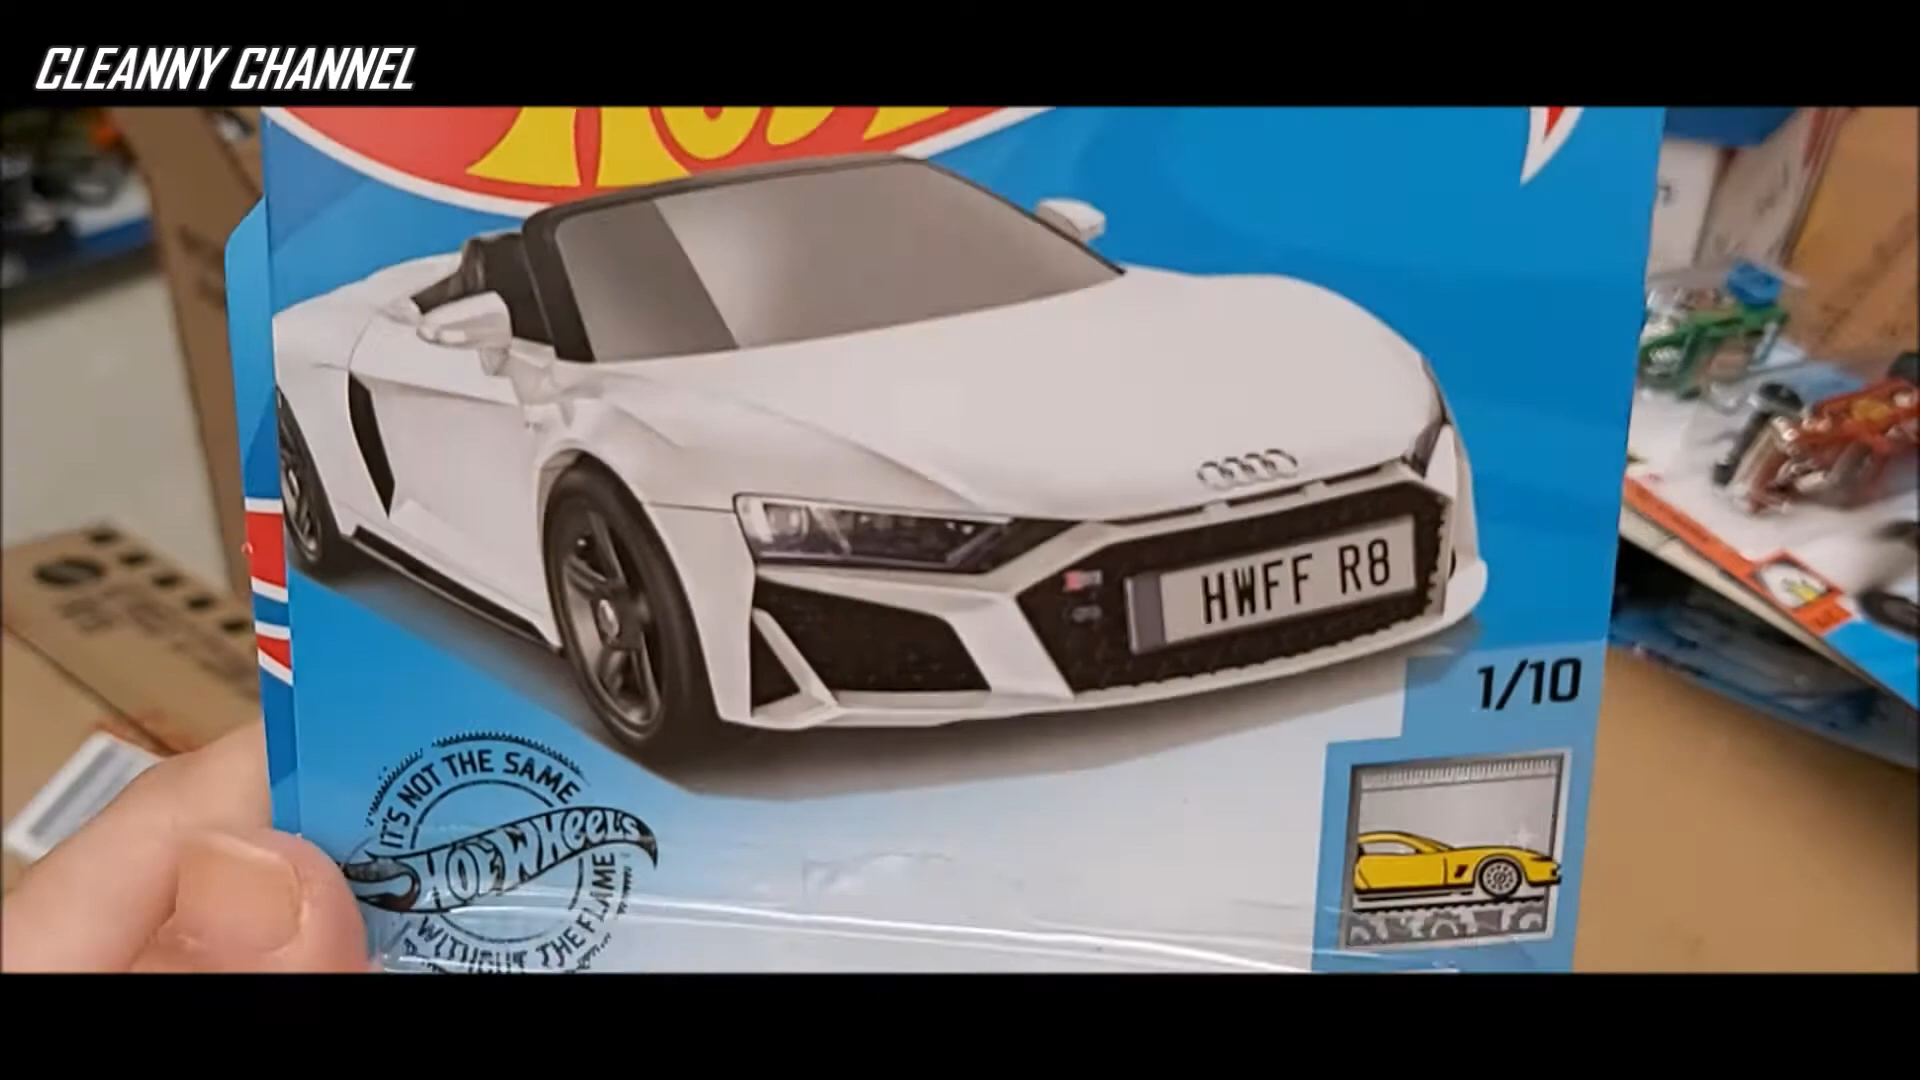 CLEANNY CHANNEL
HWFF R8
1/10
IT'S NOT THE SAME
HOT WHEELS
WITHOUT THE FLAME